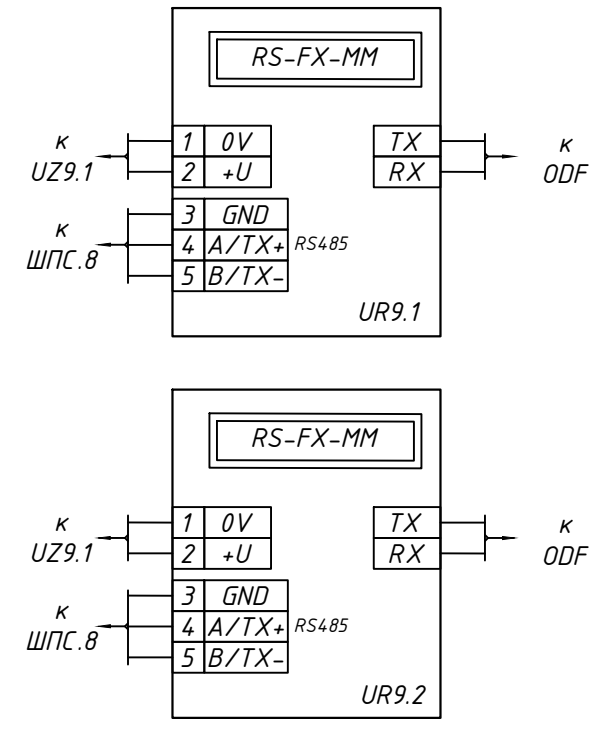 RS-FX-MM
к
UZ9.1
1 0V
2 +U
TX
RX
к
ODF
к
ШПС.8
3 GND
4 A/TX+ RS485
5 B/TX-
UR9.1
RS-FX-MM
к
UZ9.1
1 0V
2 +U
TX
RX
к
ODF
к
ШПС.8
3 GND
4 A/TX+ RS485
5 B/TX-
UR9.2